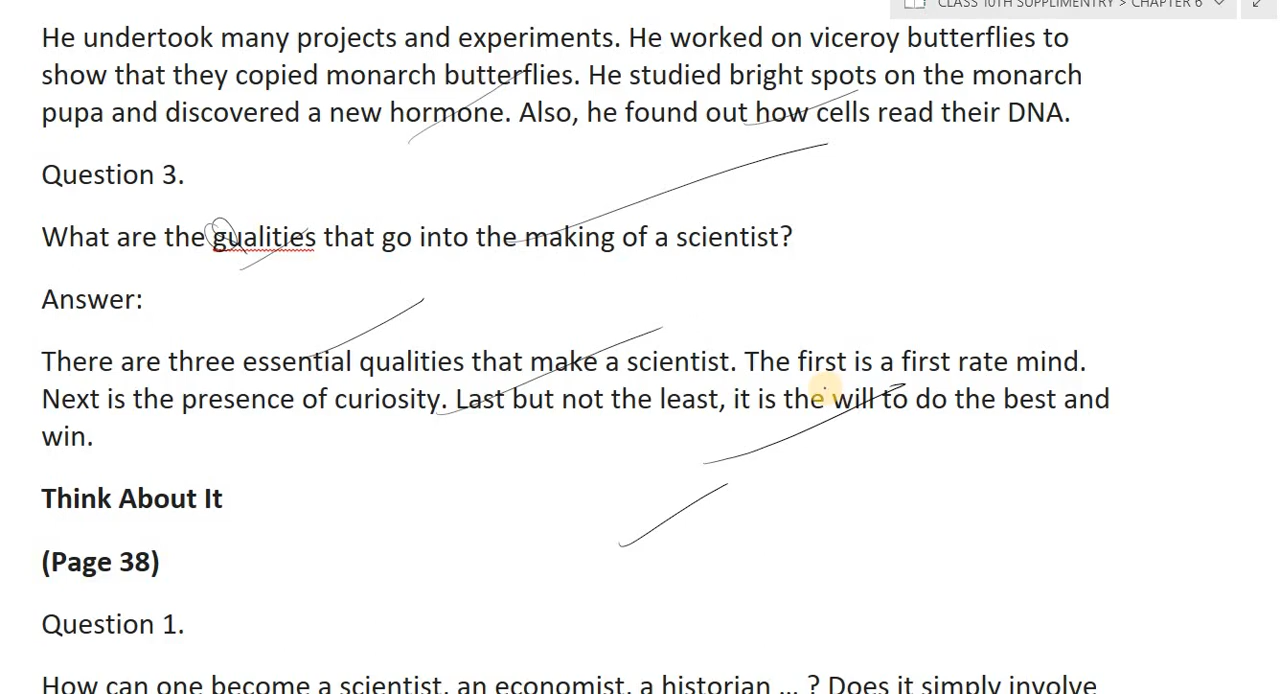 CLASS 10TH SUPPLIMENTRY > CHAPTER 6
He undertook many projects and experiments. He worked on viceroy butterflies to
show that they copied monarch butterflies. He studied bright spots on the monarch
pupa and discovered a new hormone. Also, he found out how cells read their DNA.
Question 3.
What are the gualities that go into the making of a scientist?
Answer:
There are three essential qualities that make a scientist. The first is a first rate mind.
Next is the presence of curiosity. Last but not the least, it is the will to do the best and
win.
Think About It
(Page 38)
Question 1.
How can one become a scientist, an economist, a historian ... ? Does it simply involve